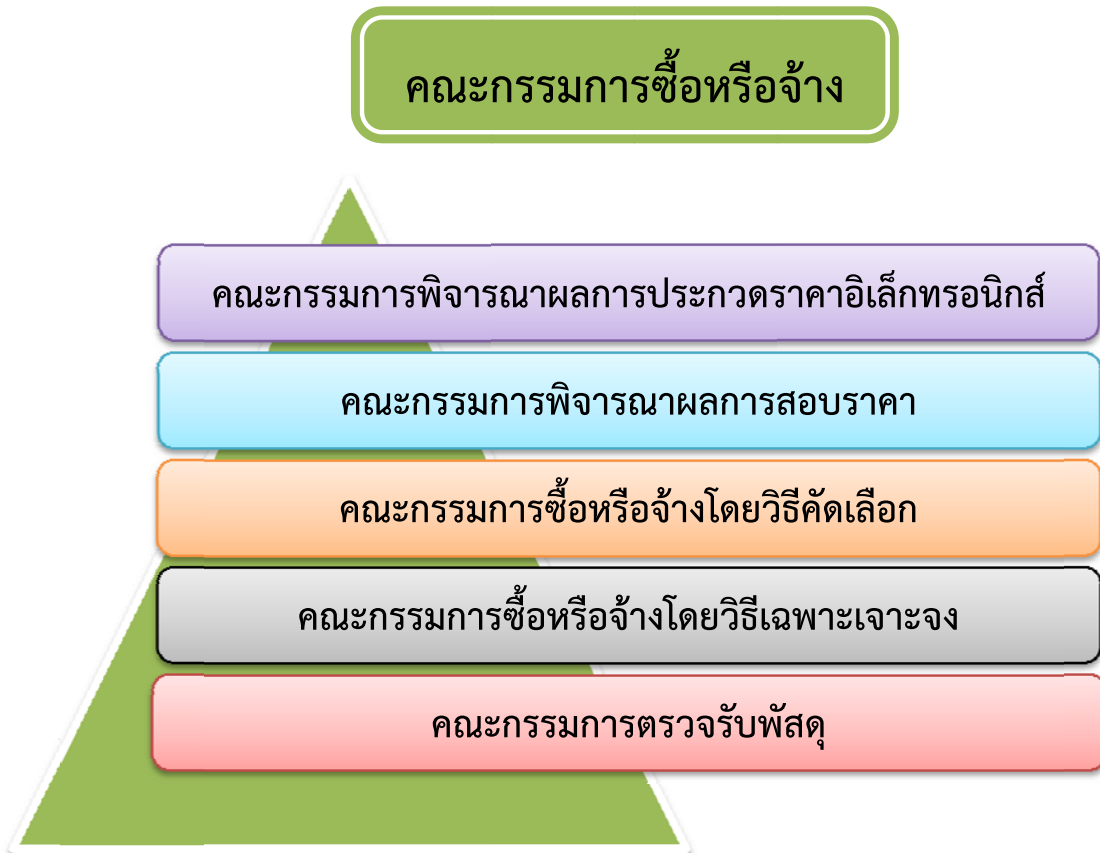 คณะกรรมการซื้อหรือจ้าง
คณะกรรมการพิจารณาผลการประกวดราคาอิเล็กทรอนิกส์
คณะกรรมการพิจารณาผลการสอบราคา
คณะกรรมการซื้อหรือจ้างโดยวิธีคัดเลือก
คณะกรรมการซื้อหรือจ้างโดยวิธีเฉพาะเจาะจง
คณะกรรมการตรวจรับพัสดุ